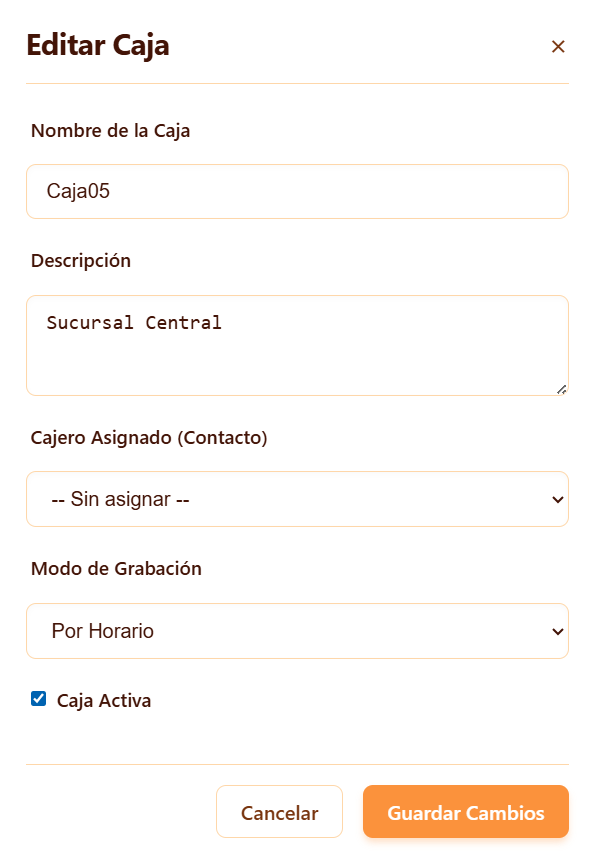 Editar Caja
×
Nombre de la Caja
Caja05
Descripción
Sucursal Central
Cajero Asignado (Contacto)
-- Sin asignar --
Modo de Grabación
Por Horario
Caja Activa
Cancelar
Guardar Cambios